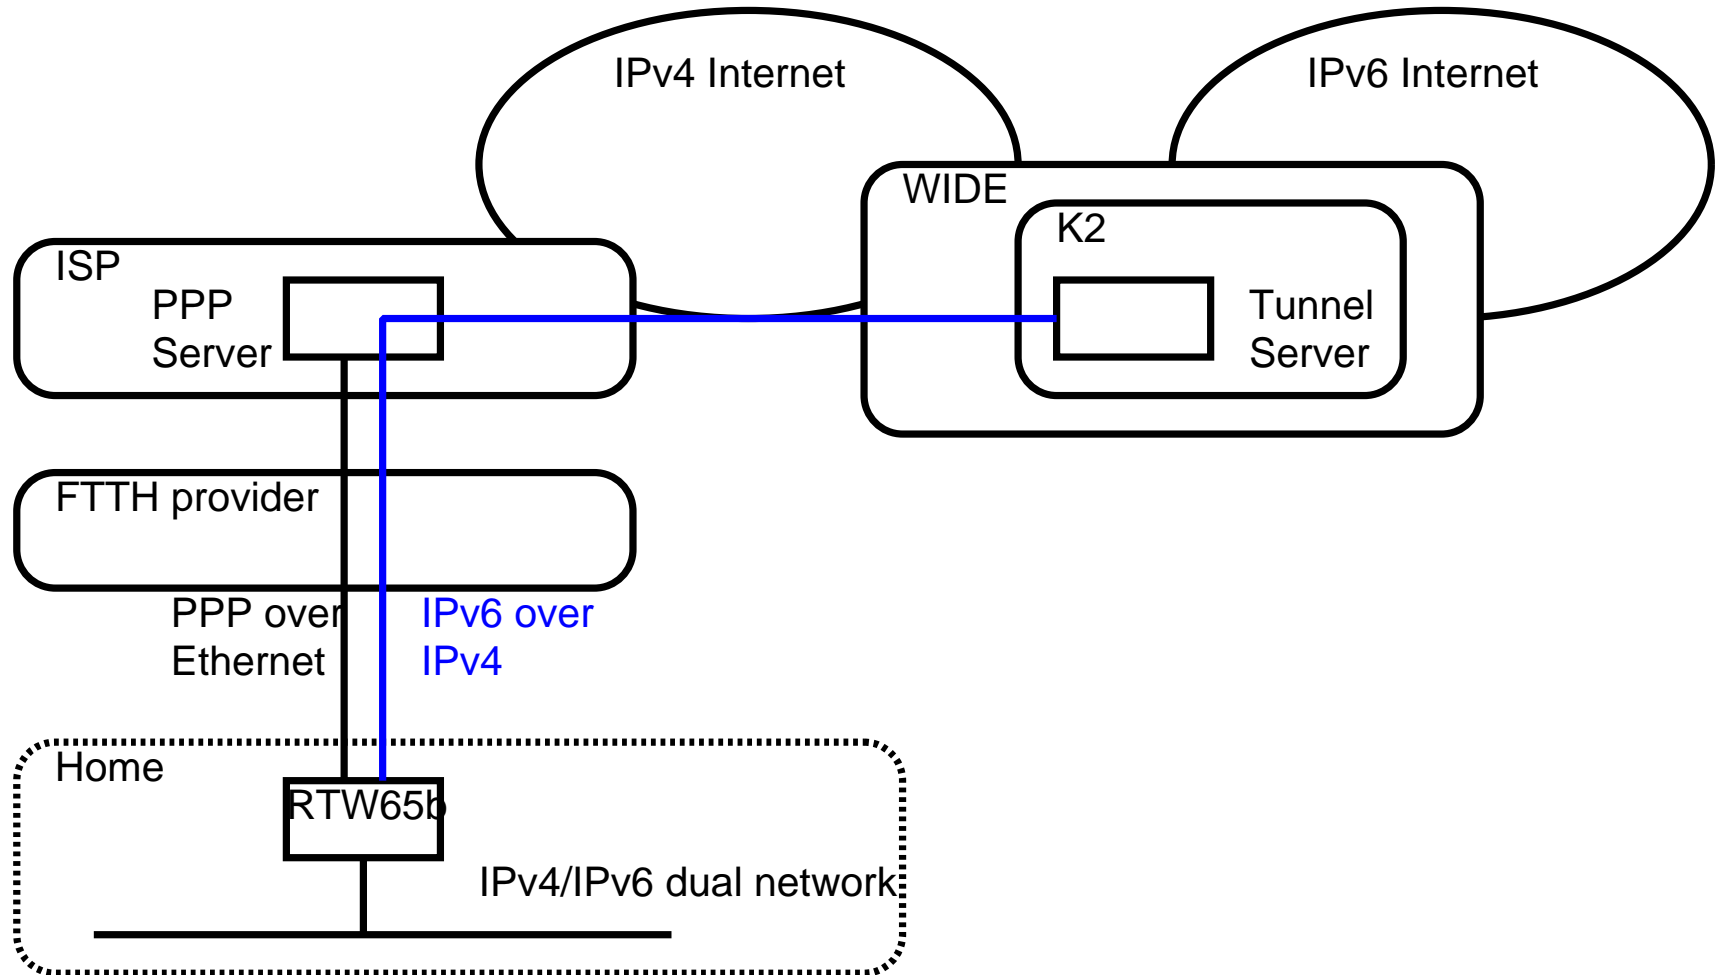 IPv4 Internet
IPv6 Internet
WIDE
K2
ISP
PPP
Server
Tunnel
Server
FTTH provider
PPP over
Ethernet
IPv6 over
IPv4
Home
RTW65b
IPv4/IPv6 dual network